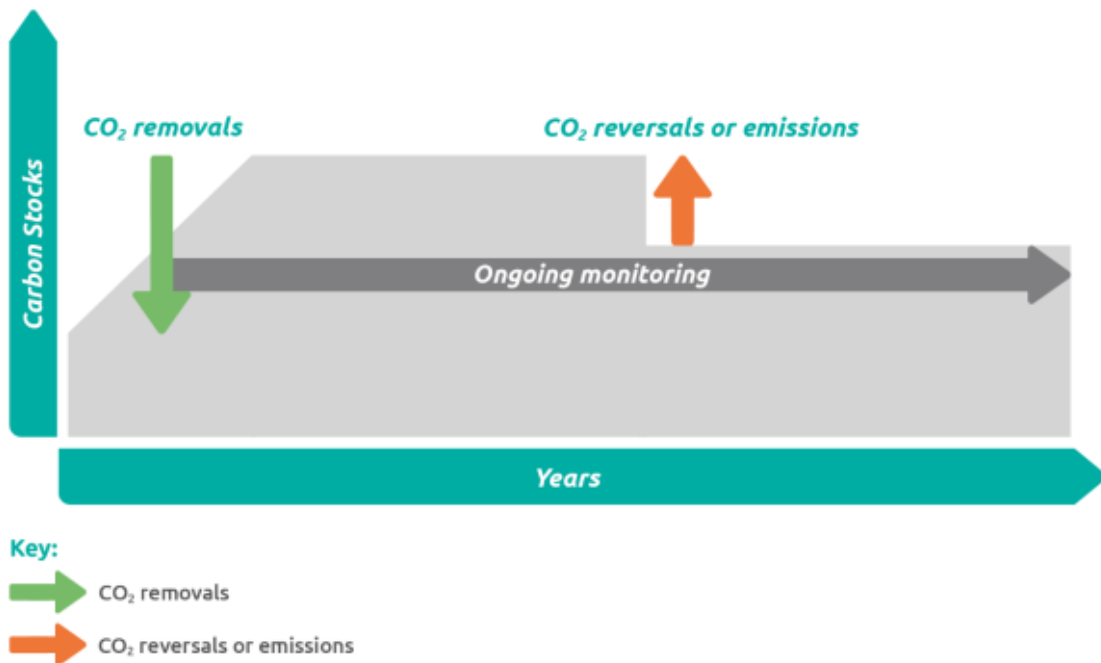 Carbon Stocks
CO₂ removals
CO₂ reversals or emissions
Ongoing monitoring
Years
Key:
CO₂ removals
CO₂ reversals or emissions